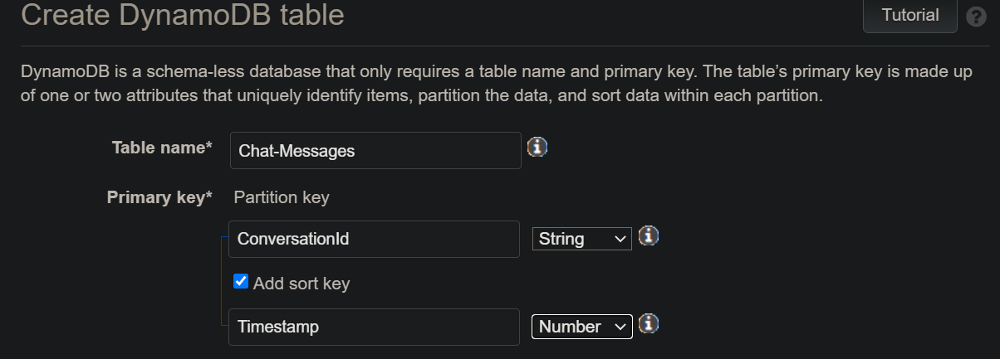 Create DynamoDB table
Tutorial
DynamoDB is a schema-less database that only requires a table name and primary key. The table’s primary key is made up
of one or two attributes that uniquely identify items, partition the data, and sort data within each partition.
Table name* Chat-Messages
Primary key* Partition key
ConversationId String
Add sort key
Timestamp Number